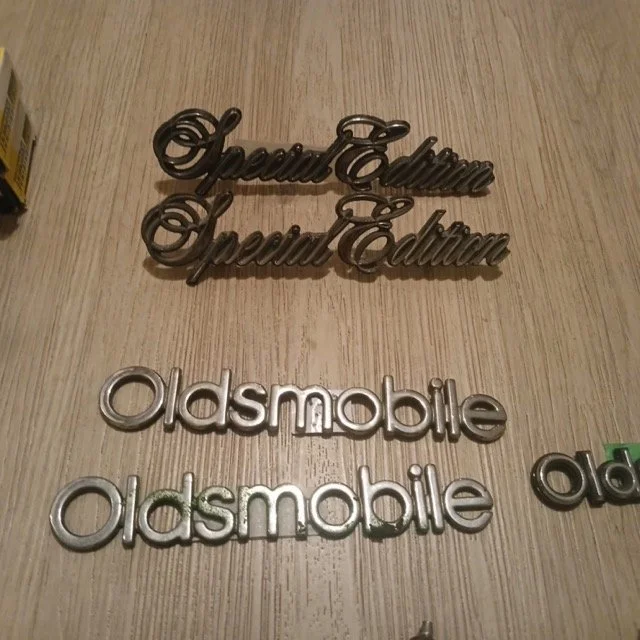 Special Edition
Special Edition
Oldsmobile
Oldsmobile
Old